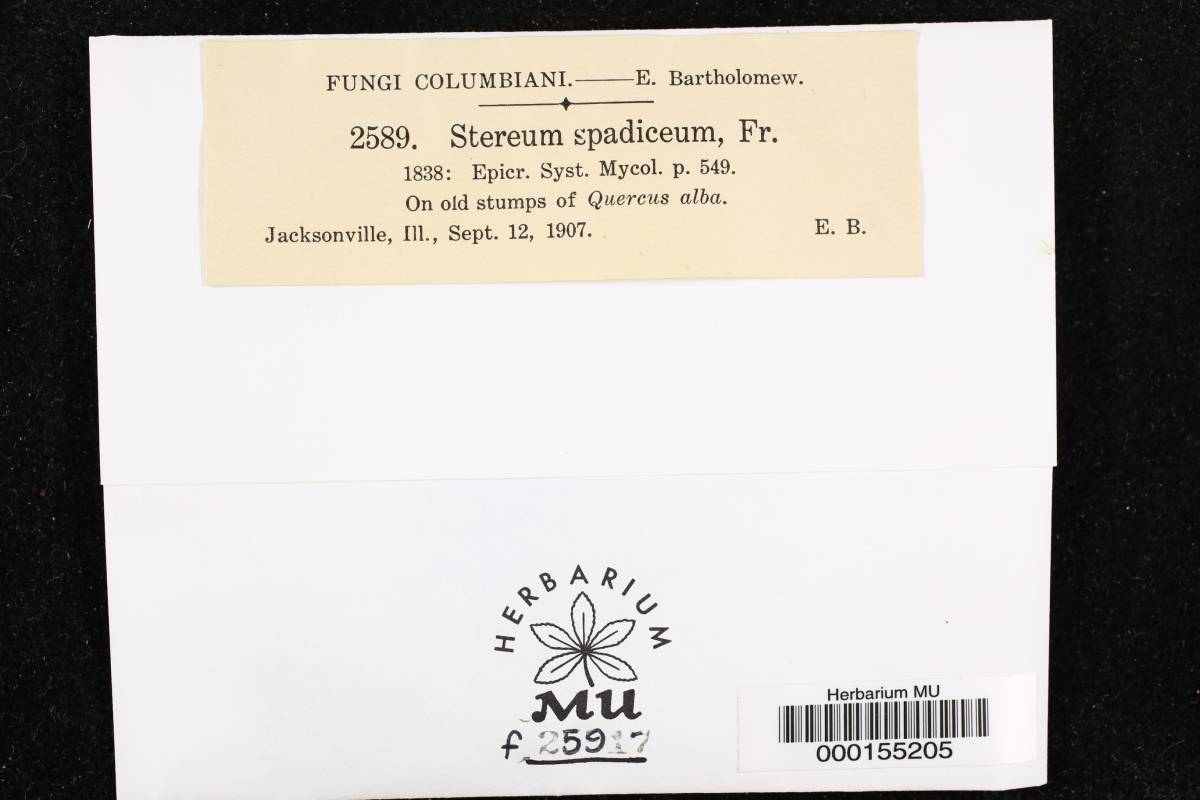 FUNGI COLUMBIANI.——E. Bartholomew.
2589. Stereum spadiceum, Fr.
1838: Epicr. Syst. Mycol. p. 549.
On old stumps of Quercus alba.
Jacksonville, Ill., Sept. 12, 1907. E. B.
HERBARIUM
MU
f 25917
Herbarium MU
000155205